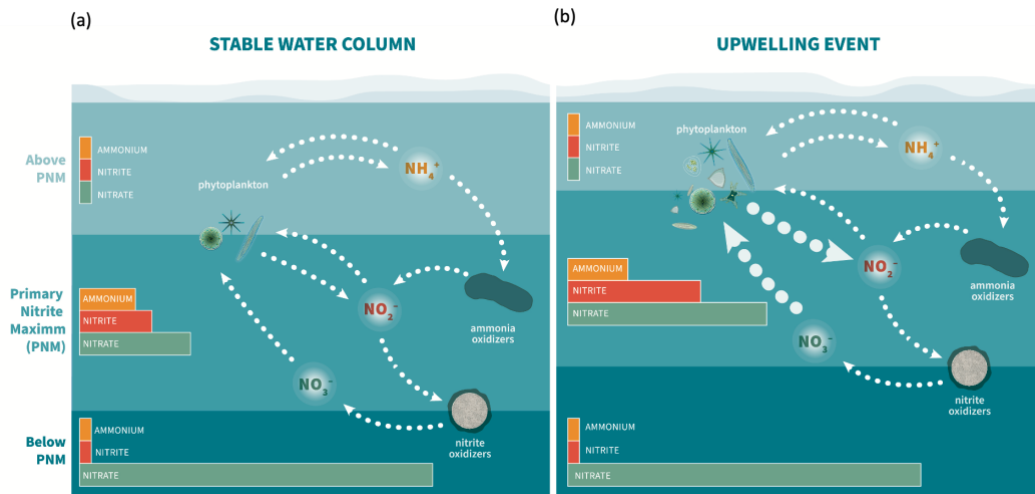 (a)
STABLE WATER COLUMN
Above
PNM
AMMONIUM
NITRITE
NITRATE
phytoplankton
NH₄⁺
Primary
Nitrite
Maximm
(PNM)
AMMONIUM
NITRITE
NITRATE
NO₂⁻
ammonia
oxidizers
NO₃⁻
Below
PNM
AMMONIUM
NITRITE
NITRATE
nitrite
oxidizers
(b)
UPWELLING EVENT
AMMONIUM
NITRITE
NITRATE
phytoplankton
NH₄⁺
AMMONIUM
NITRITE
NITRATE
NO₂⁻
ammonia
oxidizers
NO₃⁻
nitrite
oxidizers
AMMONIUM
NITRITE
NITRATE